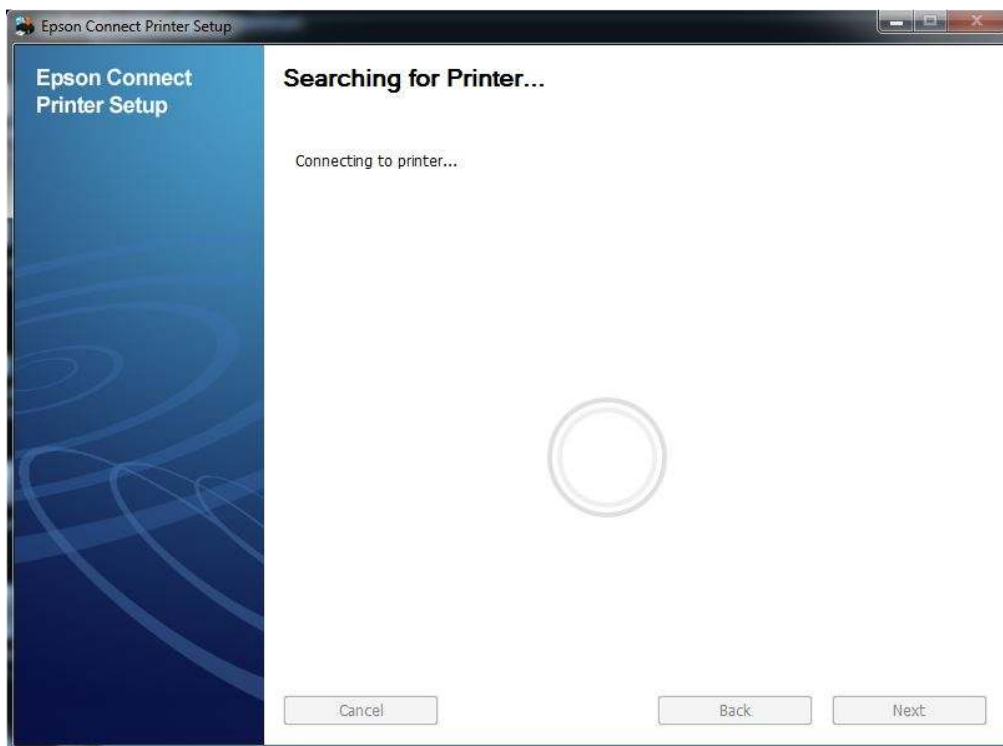 Epson Connect Printer Setup
Epson Connect
Printer Setup
Searching for Printer...
Connecting to printer...
Cancel
Back
Next